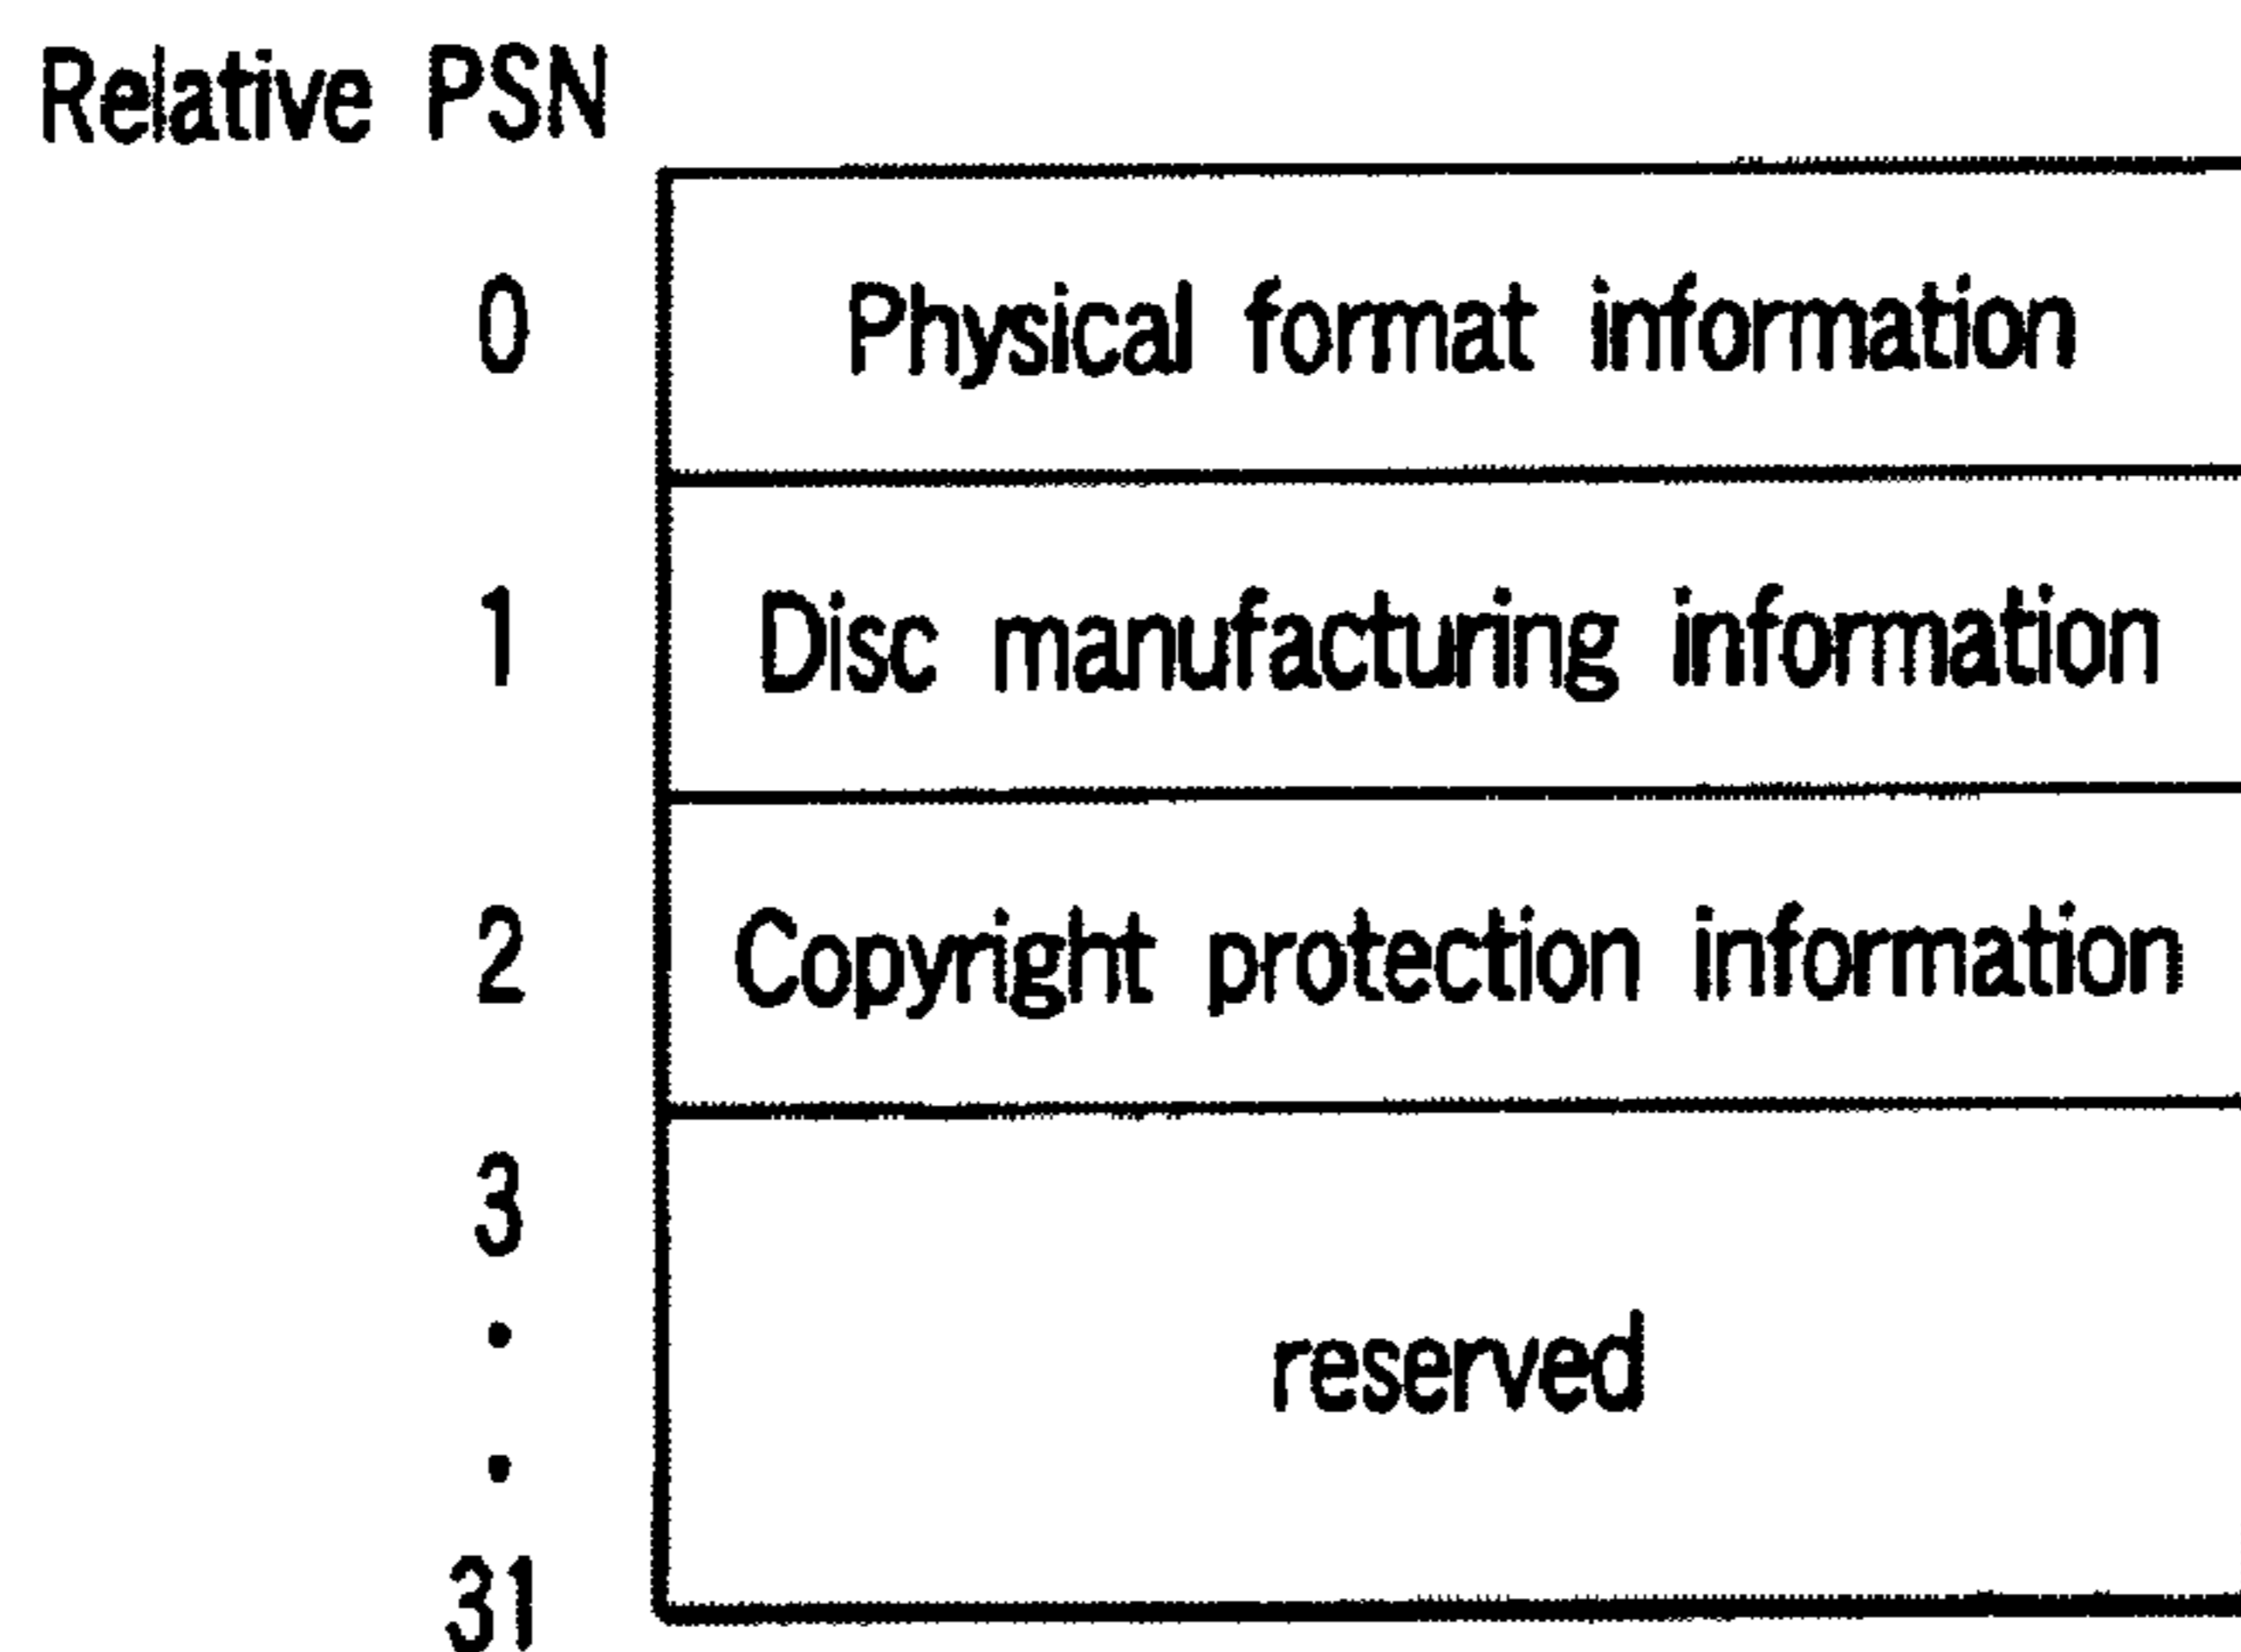 Relative PSN
0 Physical format information
1 Disc manufacturing information
2 Copyright protection information
3
reserved
31